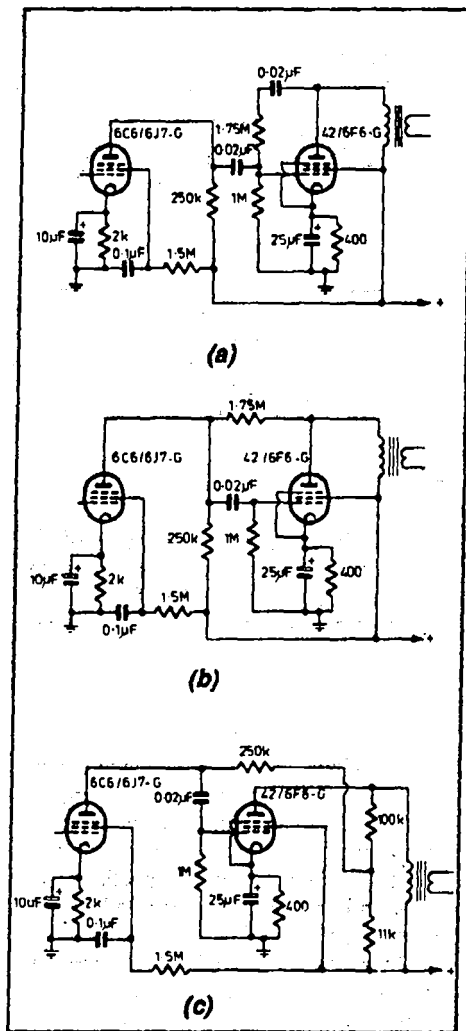 0·02µF
6C6/6J7-G
1·75M
42/6F6-G
0·02µF
250k
1M
10µF
2k
25µF
400
0·1µF
1·5M
+
(a)
1·75M
6C6/6J7-G
42/6F6-G
0·02µF
250k
1M
10µF
2k
25µF
400
0·1µF
1·5M
+
(b)
250k
6C6/6J7-G
0·02µF
42/6F6-G
100k
1M
10µF
2k
25µF
400
11k
0·1µF
1·5M
+
(c)